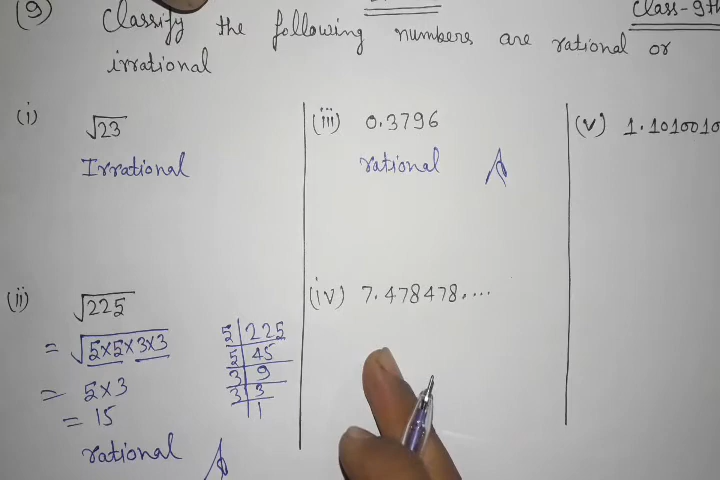 (9) Classify the following numbers are rational or
irrational
Class-9th
(i) √23
Irrational
(ii) √225
= √5×5×3×3
= 5×3
= 15
rational
5 | 225
5 | 45
3 | 9
3 | 3
| 1
(iii) 0.3796
rational
(iv) 7.478478....
(v) 1.1010010